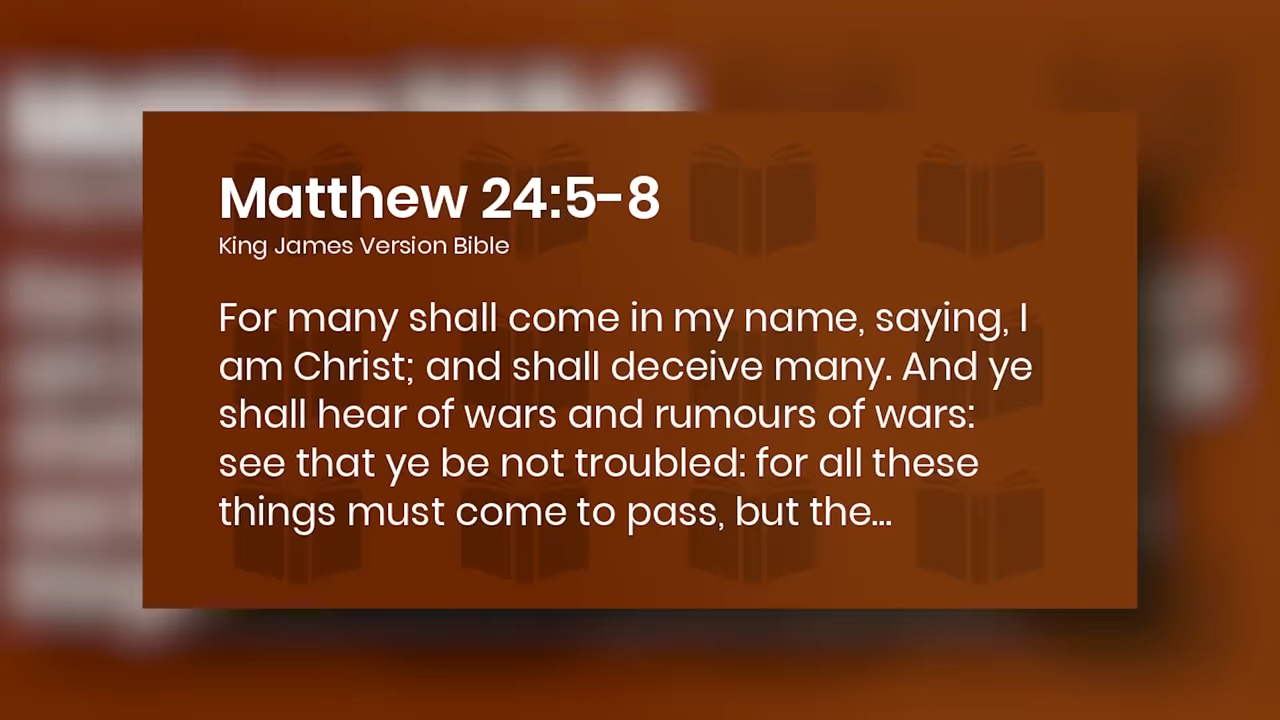 Matthew 24:5-8
King James Version Bible
For many shall come in my name, saying, I
am Christ; and shall deceive many. And ye
shall hear of wars and rumours of wars:
see that ye be not troubled: for all these
things must come to pass, but the...